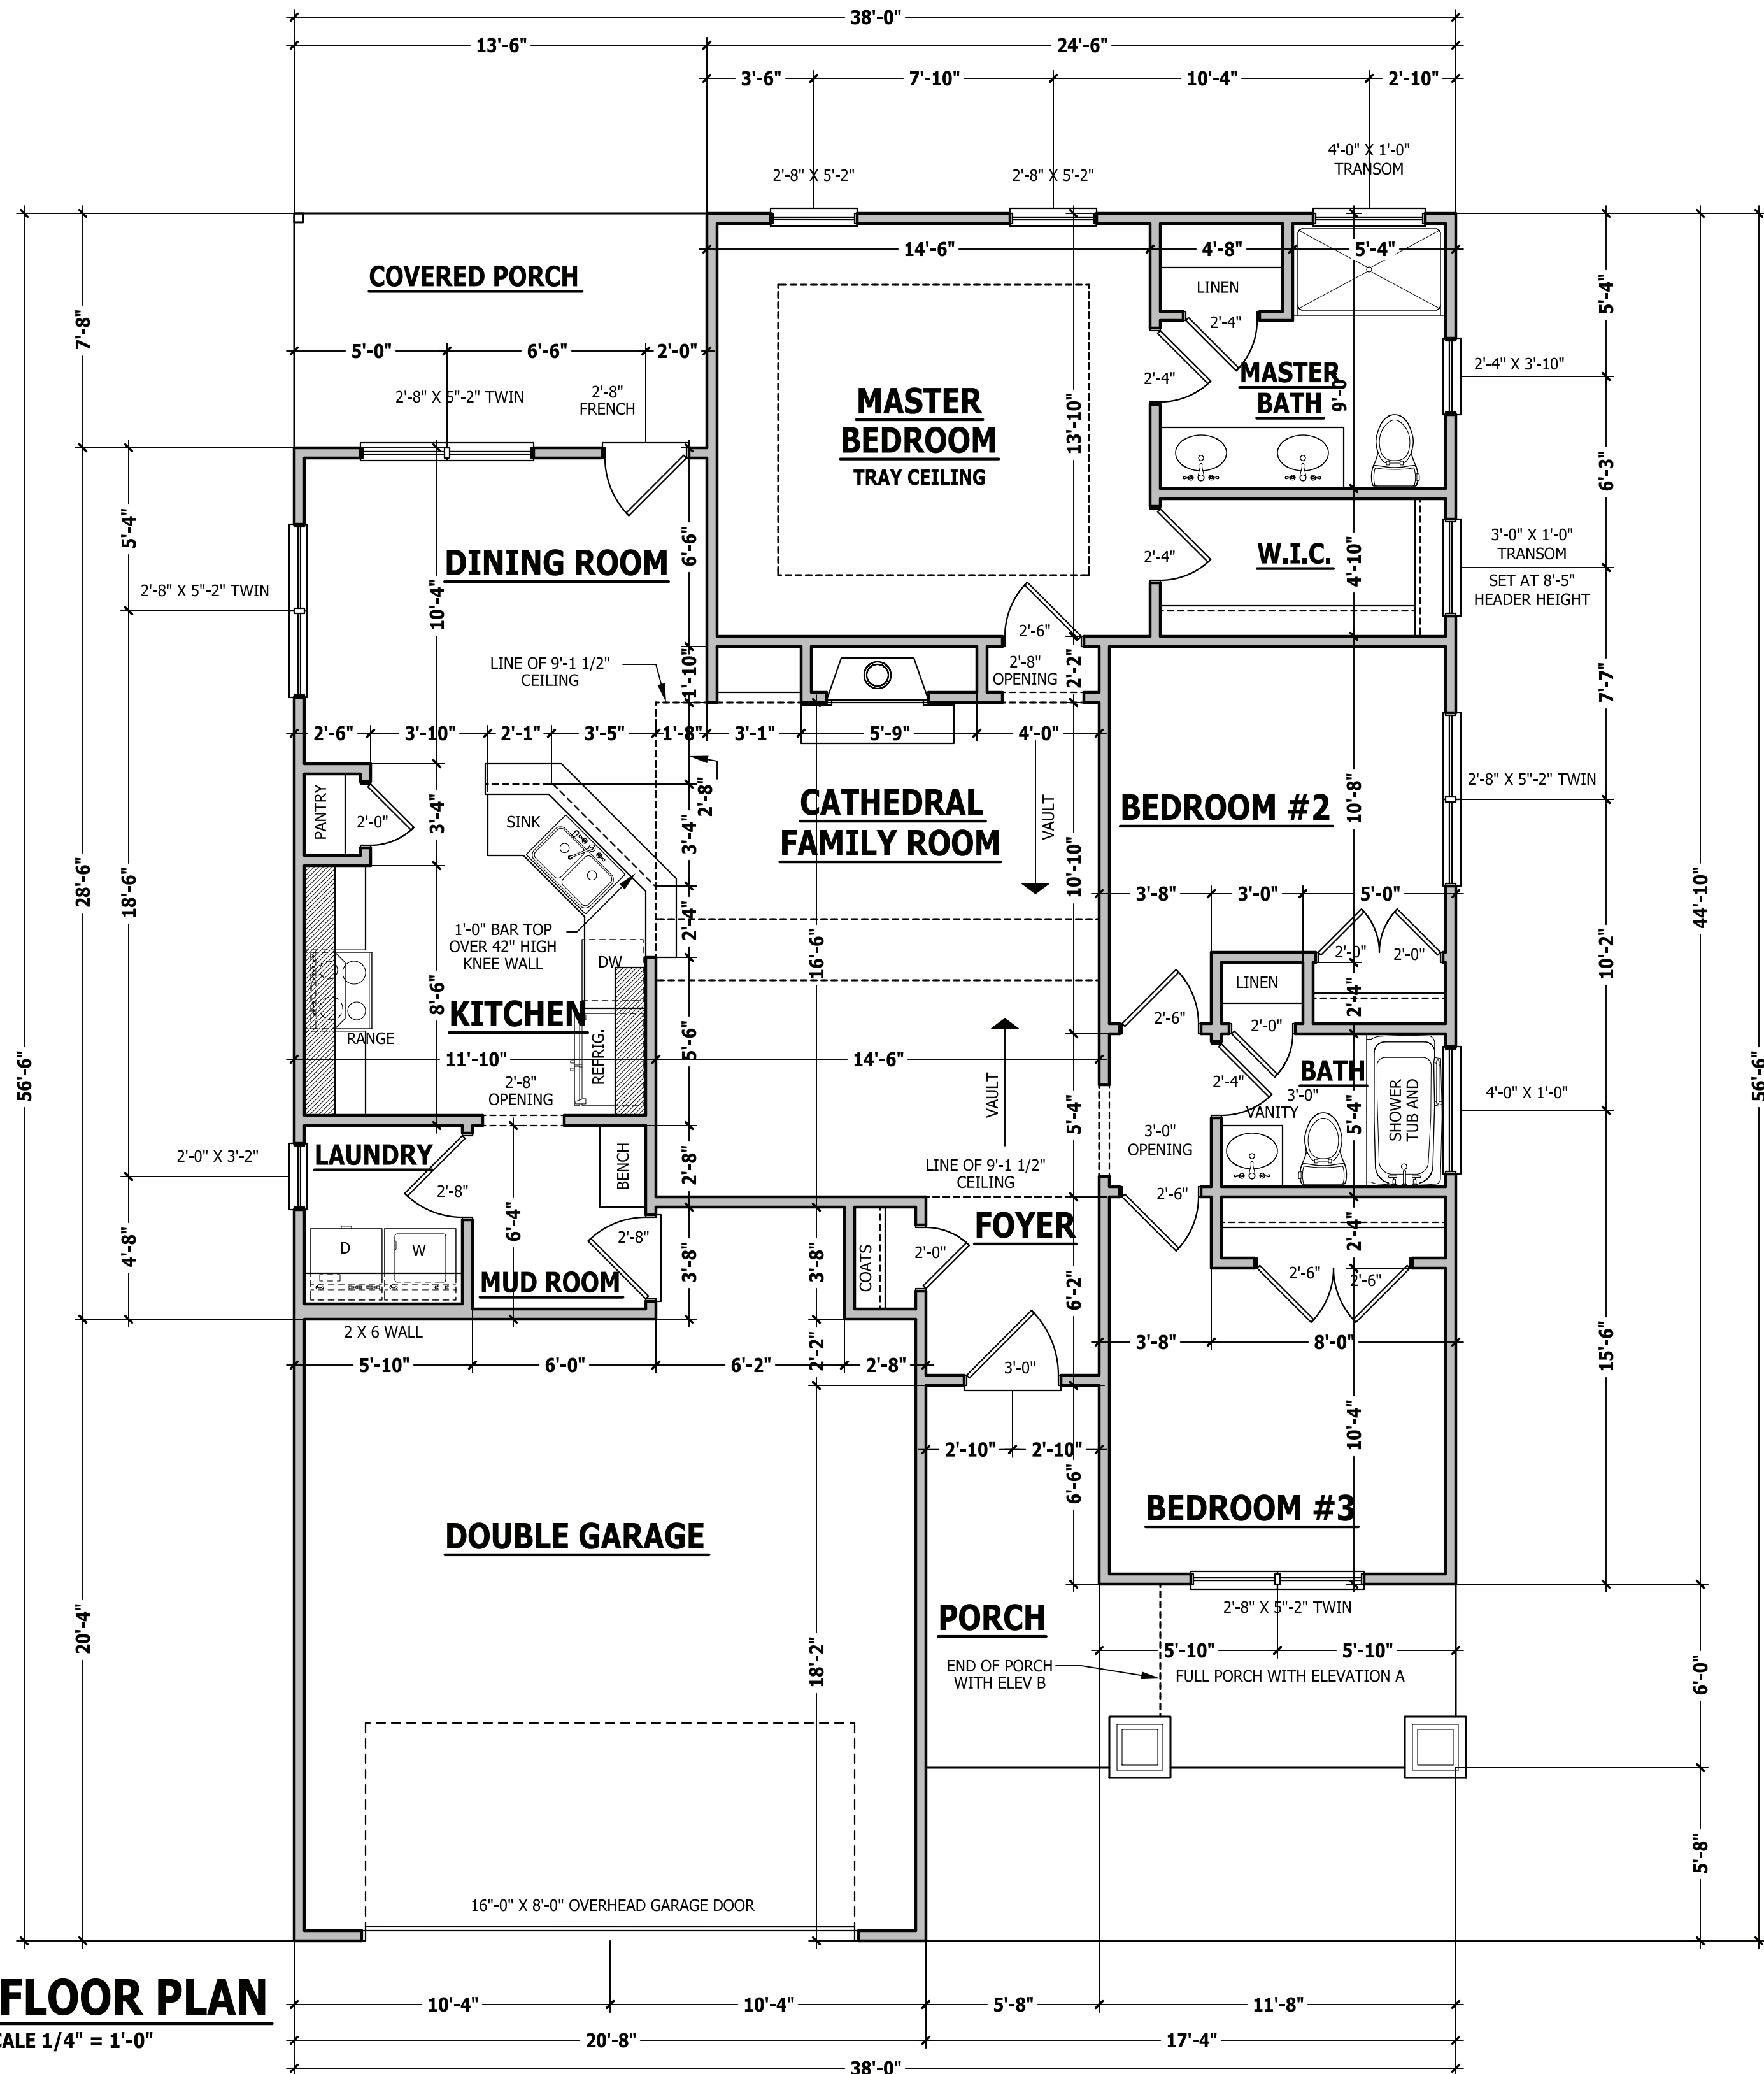 38'-0"
13'-6"
24'-6"
3'-6"
7'-10"
10'-4"
2'-10"
4'-0" X 1'-0"
TRANSOM
2'-8" X 5'-2"
2'-8" X 5'-2"
14'-6"
4'-8"
5'-4"
COVERED PORCH
LINEN
5'-4"
7'-8"
2'-4"
5'-0"
6'-6"
2'-0"
2'-4" X 3'-10"
2'-4"
MASTER
BATH
9'-0"
2'-8" X 5"-2" TWIN
2'-8"
FRENCH
MASTER
BEDROOM
TRAY CEILING
13'-10"
6'-3"
5'-4"
DINING ROOM
6'-6"
2'-4"
W.I.C.
4'-10"
3'-0" X 1'-0"
TRANSOM
SET AT 8'-5"
HEADER HEIGHT
2'-8" X 5"-2" TWIN
10'-4"
2'-6"
LINE OF 9'-1 1/2"
CEILING
1'-10"
2'-8"
OPENING
2'-2"
7'-7"
2'-6"
3'-10"
2'-1"
3'-5"
1'-8"
3'-1"
5'-9"
4'-0"
2'-8"
2'-8" X 5"-2" TWIN
PANTRY
2'-0"
3'-4"
SINK
3'-4"
CATHEDRAL
FAMILY ROOM
VAULT
BEDROOM #2
10'-8"
28'-6"
18'-6"
10'-10"
3'-8"
3'-0"
5'-0"
44'-10"
1'-0" BAR TOP
OVER 42" HIGH
KNEE WALL
2'-4"
16'-6"
2'-0"
2'-0"
10'-2"
DW
8'-6"
KITCHEN
LINEN
2'-4"
RANGE
REFRIG.
5'-6"
2'-6"
2'-0"
11'-10"
14'-6"
56'-6"
56'-6"
2'-8"
OPENING
VAULT
2'-4"
BATH
3'-0"
VANITY
5'-4"
5'-4"
SHOWER
TUB AND
4'-0" X 1'-0"
3'-0"
OPENING
2'-0" X 3'-2"
LAUNDRY
2'-8"
BENCH
2'-8"
LINE OF 9'-1 1/2"
CEILING
2'-6"
4'-8"
D
W
6'-4"
2'-8"
3'-8"
3'-8"
COATS
2'-0"
FOYER
6'-2"
2'-4"
MUD ROOM
2'-6"
2'-6"
2 X 6 WALL
2'-2"
3'-8"
8'-0"
15'-6"
5'-10"
6'-0"
6'-2"
2'-8"
3'-0"
10'-4"
2'-10"
2'-10"
6'-6"
BEDROOM #3
DOUBLE GARAGE
20'-4"
18'-2"
PORCH
2'-8" X 5"-2" TWIN
5'-10"
5'-10"
END OF PORCH
WITH ELEV B
FULL PORCH WITH ELEVATION A
6'-0"
5'-8"
16"-0" X 8'-0" OVERHEAD GARAGE DOOR
FLOOR PLAN
CALE 1/4" = 1'-0"
10'-4"
10'-4"
5'-8"
11'-8"
20'-8"
17'-4"
38'-0"